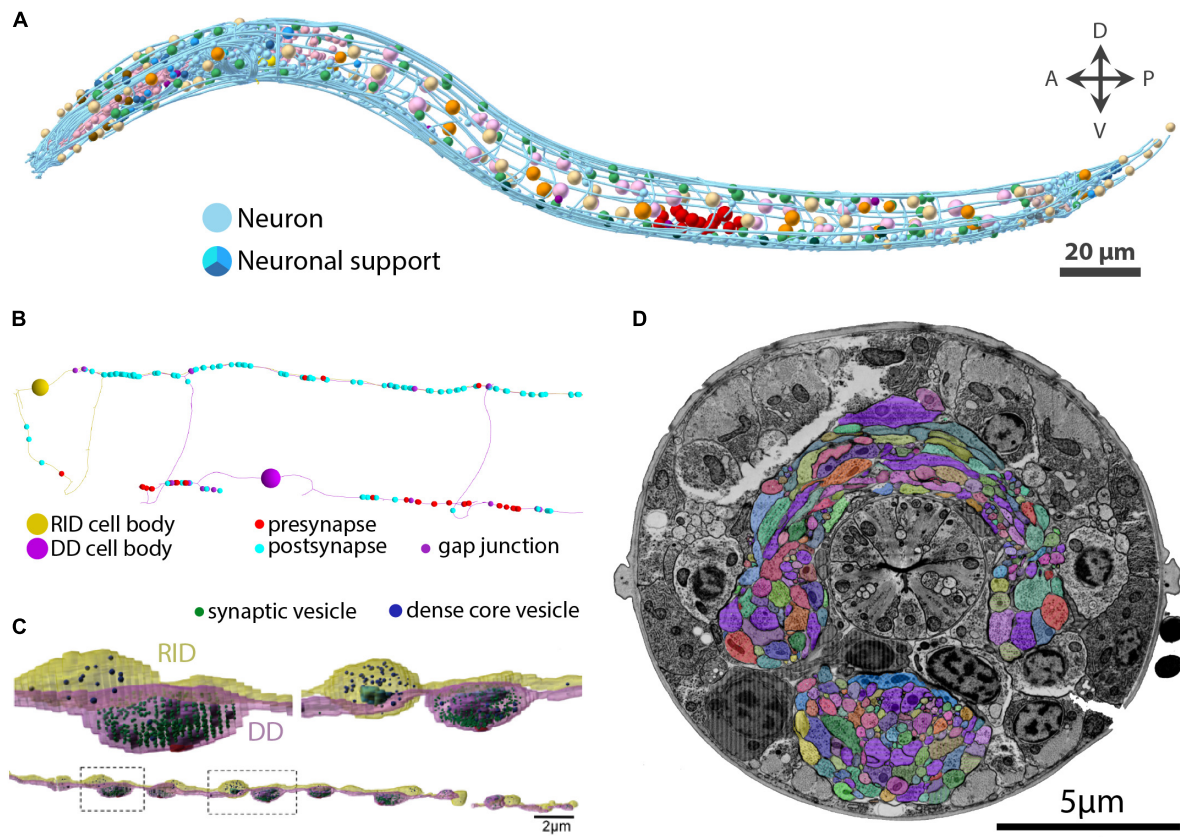 A
D
A P
V
Neuron
Neuronal support
20 µm
B
D
RID cell body
DD cell body
presynapse
postsynapse
gap junction
synaptic vesicle
dense core vesicle
C
RID
DD
2µm
5µm